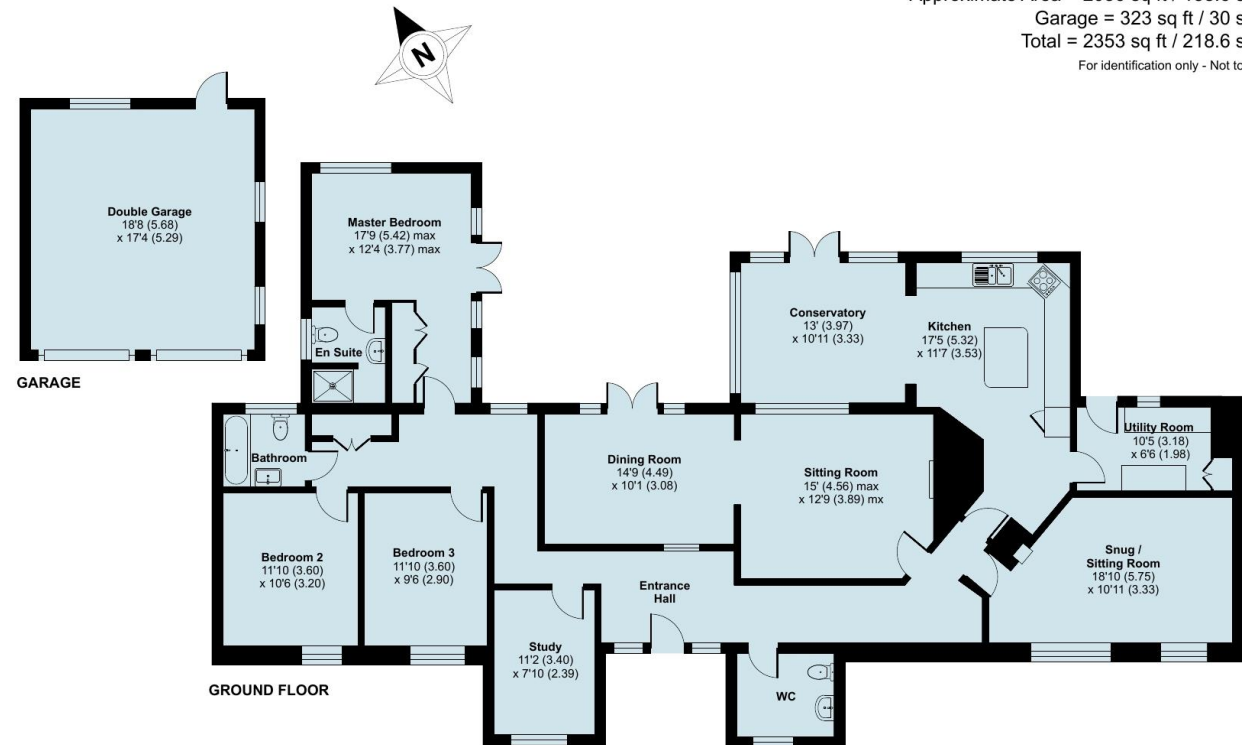 Garage = 323 sq ft / 30 s
Total = 2353 sq ft / 218.6 s
For identification only - Not to
N
Double Garage
18'8 (5.68)
x 17'4 (5.29)
GARAGE
Master Bedroom
17'9 (5.42) max
x 12'4 (3.77) max
En Suite
Conservatory
13' (3.97)
x 10'11 (3.33)
Kitchen
17'5 (5.32)
x 11'7 (3.53)
Bathroom
Dining Room
14'9 (4.49)
x 10'1 (3.08)
Sitting Room
15' (4.56) max
x 12'9 (3.89) mx
Utility Room
10'5 (3.18)
x 6'6 (1.98)
Bedroom 2
11'10 (3.60)
x 10'6 (3.20)
Bedroom 3
11'10 (3.60)
x 9'6 (2.90)
Entrance
Hall
Snug /
Sitting Room
18'10 (5.75)
x 10'11 (3.33)
Study
11'2 (3.40)
x 7'10 (2.39)
WC
GROUND FLOOR